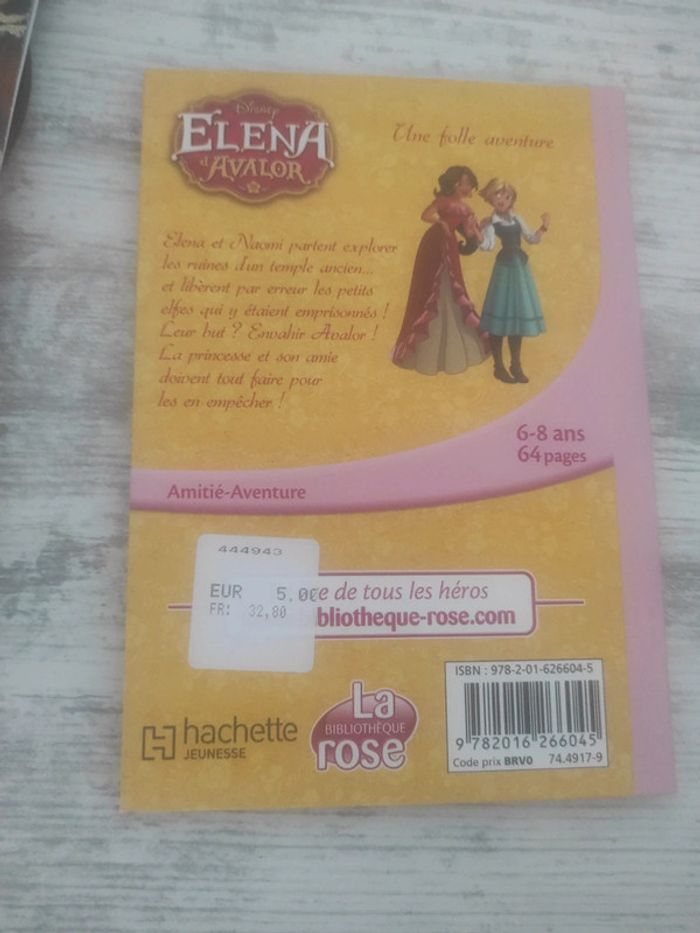 Disney
ELENA
d'AVALOR
Une folle aventure
Elena et Naomi partent explorer
les ruines d'un temple ancien...
et libèrent par erreur les petits
elfes qui y étaient emprisonnés !
Leur but ? Envahir Avalor !
La princesse et son amie
doivent tout faire pour
les en empêcher !
6-8 ans
64 pages
Amitié-Aventure
444943
EUR 5,0€
FR: 32,80
e de tous les héros
bliotheque-rose.com
ISBN : 978-2-01-626604-5
9 782016 266045
Code prix BRV0 74.4917-9
hachette
JEUNESSE
La
BIBLIOTHÈQUE
rose